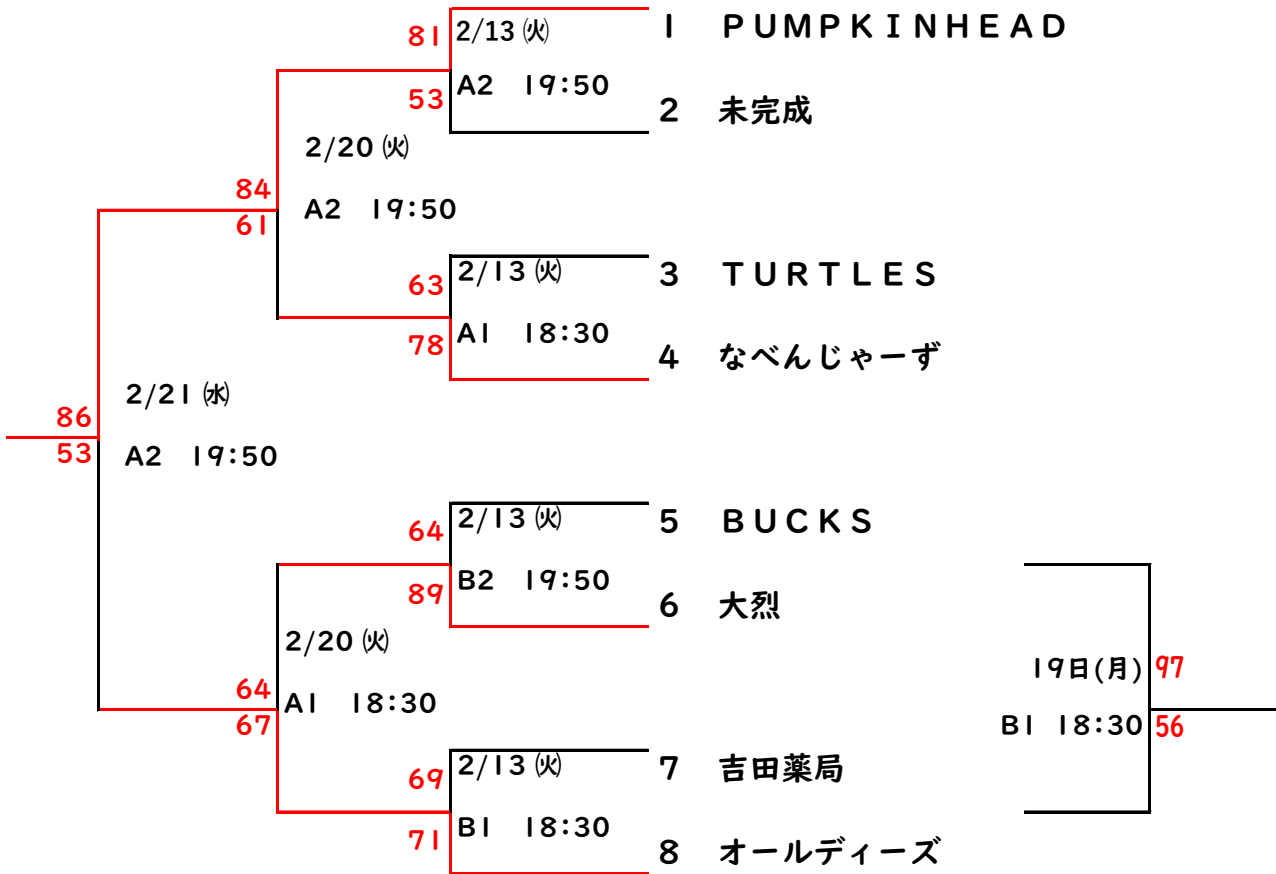 81 2/13㈫ 1 ＰＵＭＰＫＩＮＨＥＡＤ
53 A2 19:50
2 未完成
2/20㈫
84
A2 19:50
61
63 2/13㈫ 3 ＴＵＲＴＬＥＳ
78 A1 18:30
4 なべんじゃーず
2/21㈬
86
53 A2 19:50
64 2/13㈫ 5 ＢＵＣＫＳ
89 B2 19:50
6 大烈
2/20㈫
64 A1 18:30
67
19日(月) 97
B1 18:30 56
69 2/13㈫ 7 吉田薬局
71 B1 18:30
8 オールディーズ